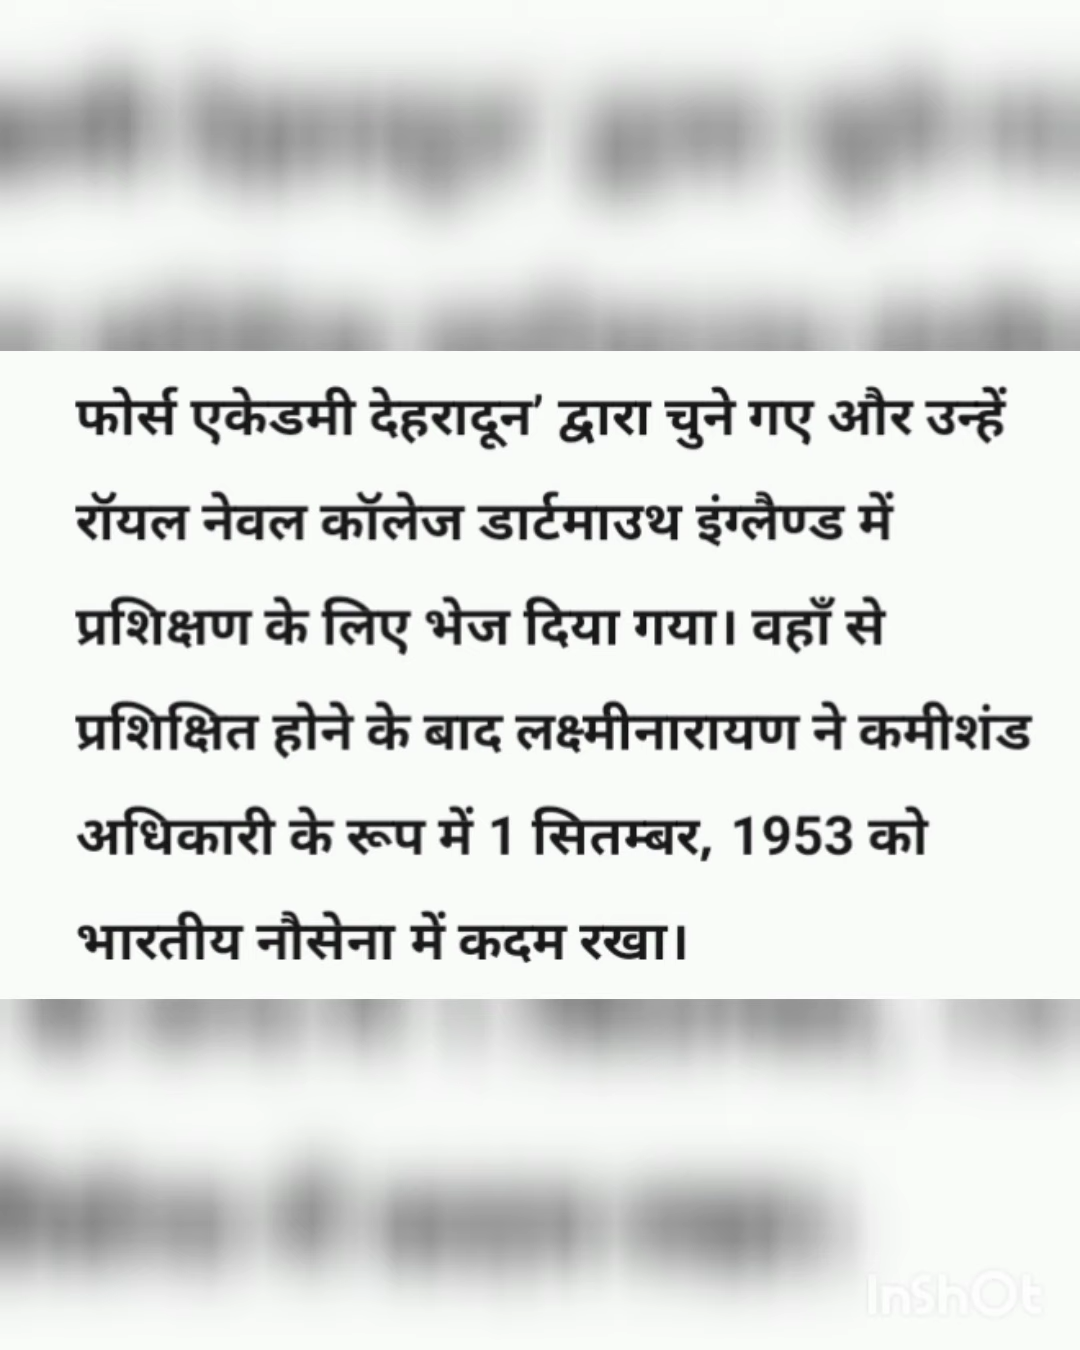 फोर्स एकेडमी देहरादून’ द्वारा चुने गए और उन्हें
रॉयल नेवल कॉलेज डार्टमाउथ इंग्लैण्ड में
प्रशिक्षण के लिए भेज दिया गया। वहाँ से
प्रशिक्षित होने के बाद लक्ष्मीनारायण ने कमीशंड
अधिकारी के रूप में 1 सितम्बर, 1953 को
भारतीय नौसेना में कदम रखा।
InShOt